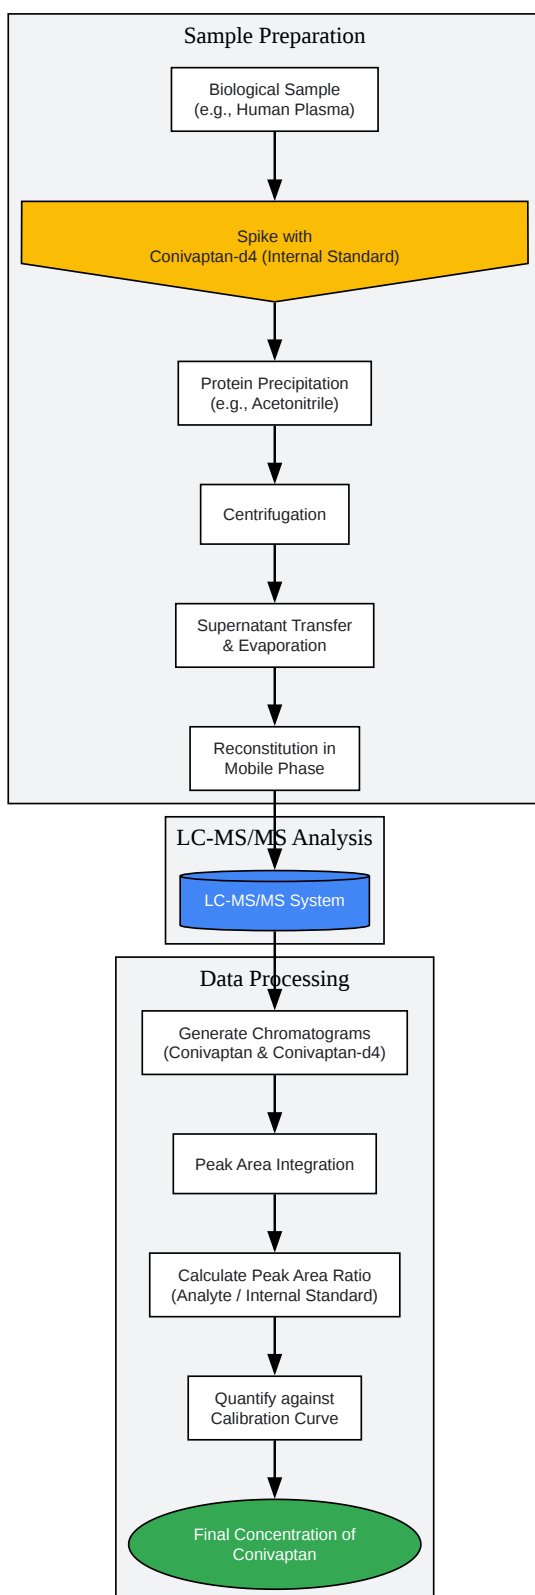 Sample Preparation
Biological Sample
(e.g., Human Plasma)
Spike with
Conivaptan-d4 (Internal Standard)
Protein Precipitation
(e.g., Acetonitrile)
Centrifugation
Supernatant Transfer
& Evaporation
Reconstitution in
Mobile Phase
LC-MS/MS Analysis
LC-MS/MS System
Data Processing
Generate Chromatograms
(Conivaptan & Conivaptan-d4)
Peak Area Integration
Calculate Peak Area Ratio
(Analyte / Internal Standard)
Quantify against
Calibration Curve
Final Concentration of
Conivaptan